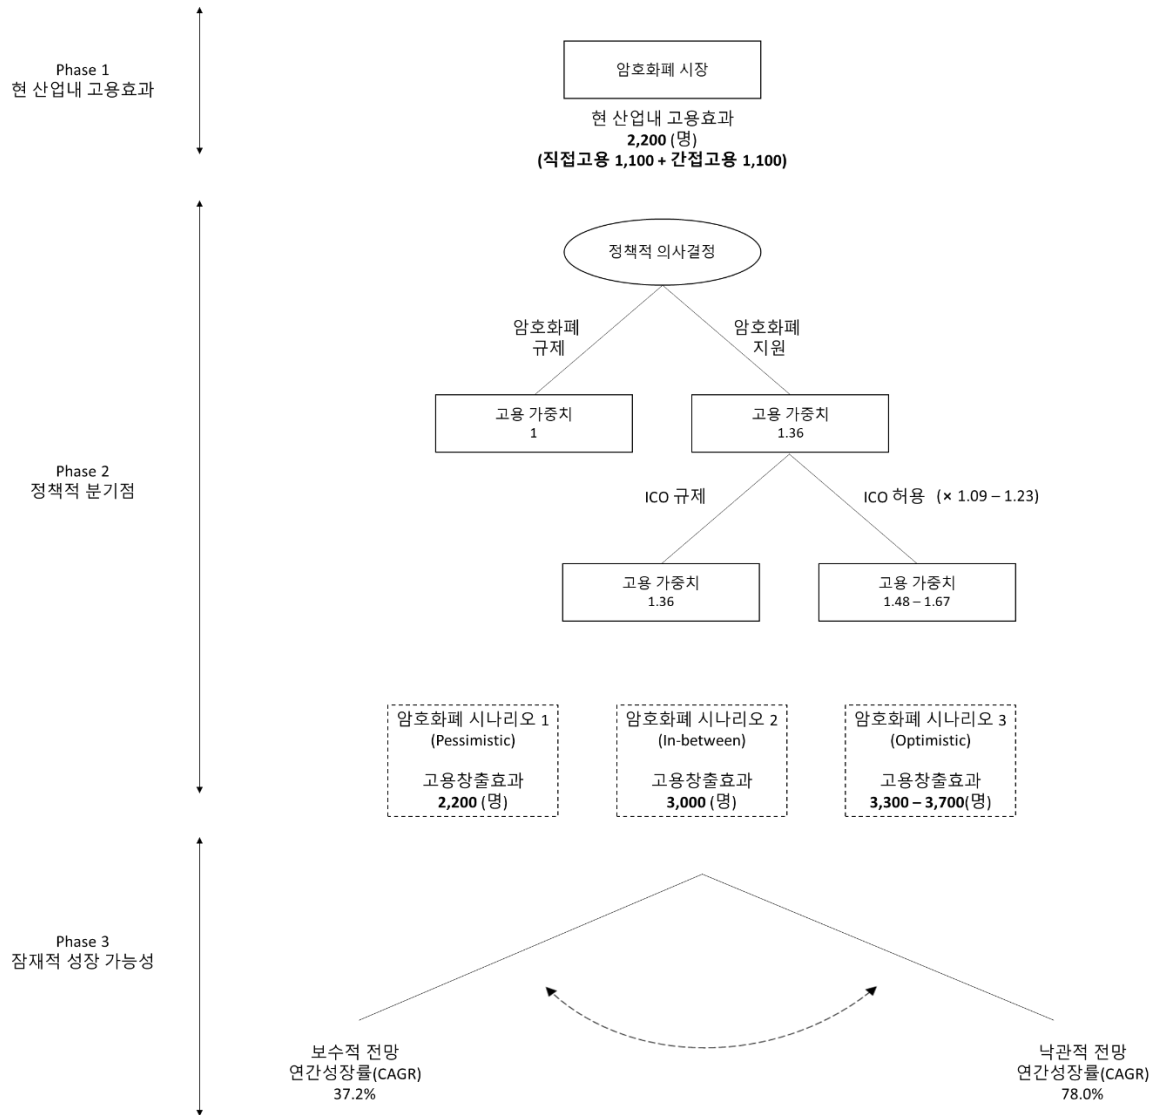 Phase 1
현 산업내 고용효과
암호화폐 시장
현 산업내 고용효과
2,200 (명)
(직접고용 1,100 + 간접고용 1,100)
Phase 2
정책적 분기점
정책적 의사결정
암호화폐
규제
암호화폐
지원
고용 가중치
1
고용 가중치
1.36
ICO 규제
ICO 허용 (× 1.09 – 1.23)
고용 가중치
1.36
고용 가중치
1.48 – 1.67
암호화폐 시나리오 1
(Pessimistic)
고용창출효과
2,200 (명)
암호화폐 시나리오 2
(In-between)
고용창출효과
3,000 (명)
암호화폐 시나리오 3
(Optimistic)
고용창출효과
3,300 – 3,700(명)
Phase 3
잠재적 성장 가능성
보수적 전망
연간성장률(CAGR)
37.2%
낙관적 전망
연간성장률(CAGR)
78.0%